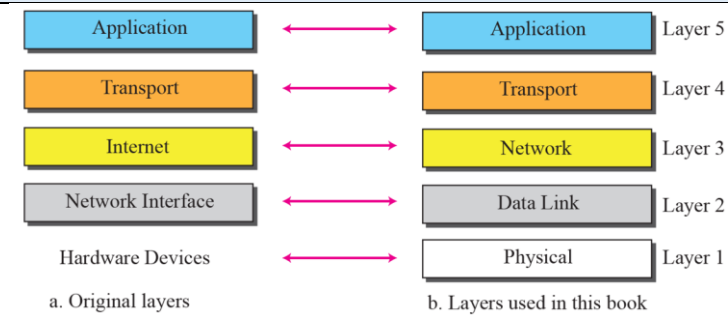 Application Application Layer 5
Transport Transport Layer 4
Internet Network Layer 3
Network Interface Data Link Layer 2
Hardware Devices Physical Layer 1
a. Original layers b. Layers used in this book